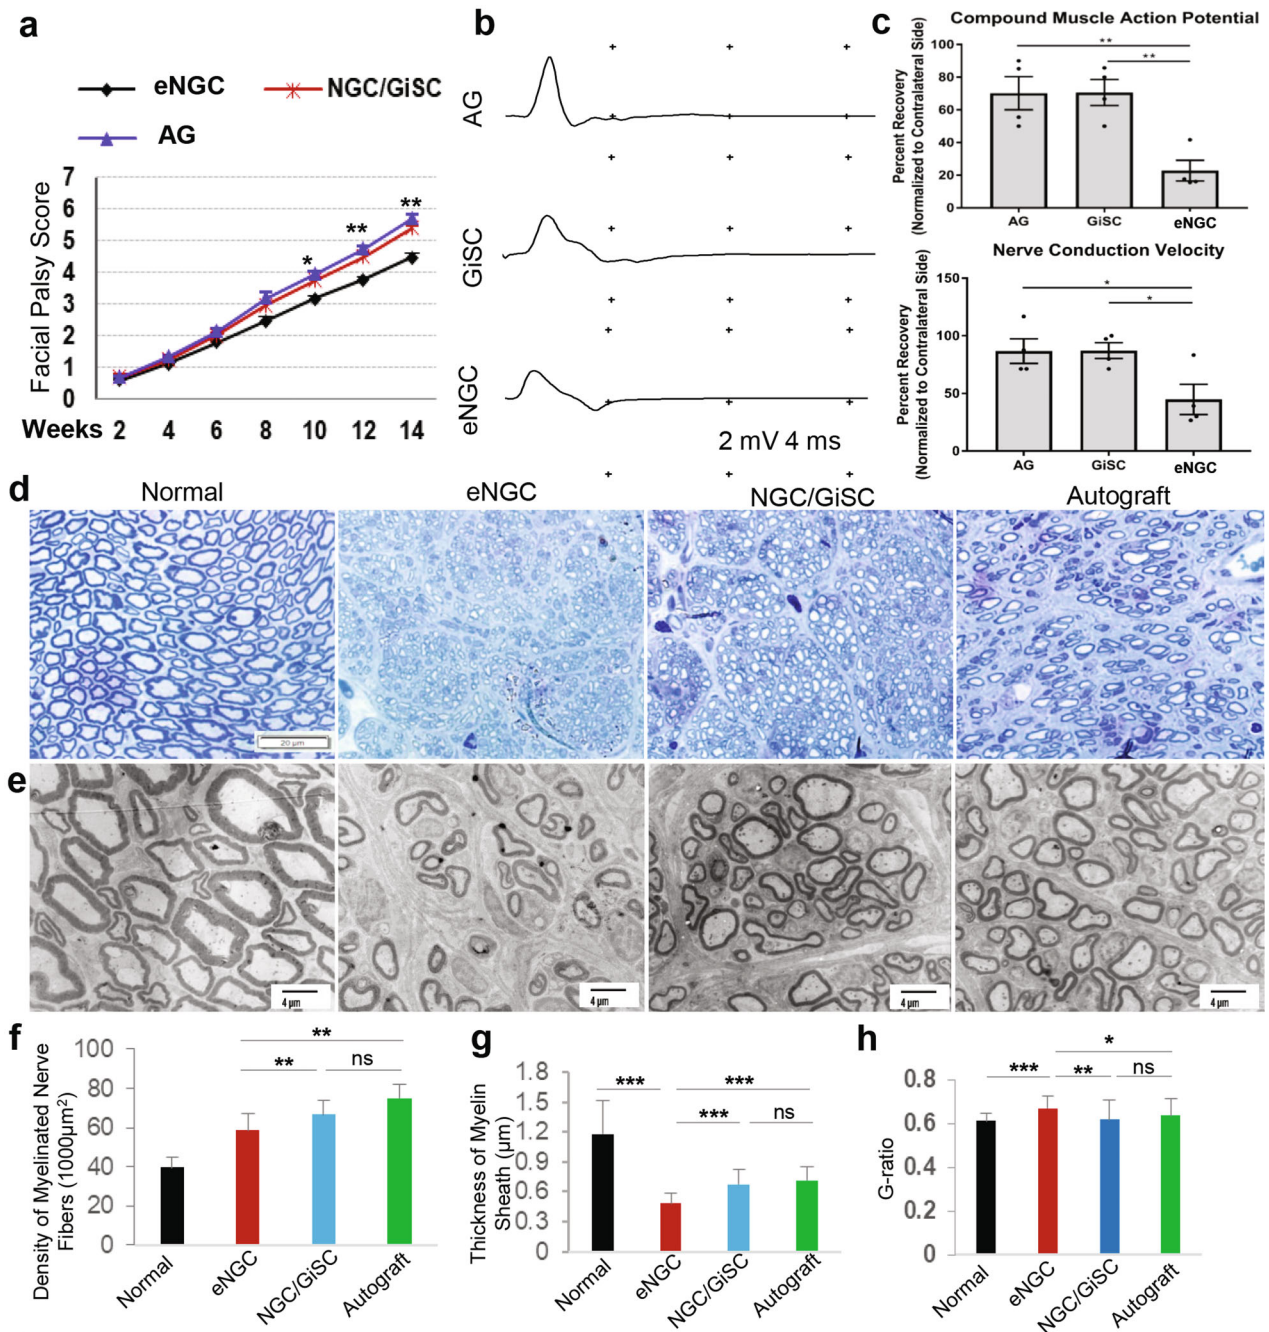 a
eNGC
NGC/GiSC
AG
Facial Palsy Score
7
6
5
4
3
2
1
0
*
**
**
Weeks 2 4 6 8 10 12 14
b
AG
GiSC
eNGC
2 mV 4 ms
c
Compound Muscle Action Potential
Percent Recovery
(Normalized to Contralateral Side)
100
80
60
40
20
0
**
**
AG GiSC eNGC
Nerve Conduction Velocity
Percent Recovery
(Normalized to Contralateral Side)
150
100
50
0
*
*
AG GiSC eNGC
d
Normal eNGC NGC/GiSC Autograft
20 µm
e
4 µm 4 µm 4 µm 4 µm
f
Density of Myelinated Nerve
Fibers (1000µm²)
100
80
60
40
20
0
**
** ns
Normal eNGC NGC/GiSC Autograft
g
Thickness of Myelin
Sheath (µm)
1.8
1.5
1.2
0.9
0.6
0.3
0
*** ***
*** ns
Normal eNGC NGC/GiSC Autograft
h
G-ratio
0.8
0.6
0.4
0.2
0
*
*** ** ns
Normal eNGC NGC/GiSC Autograft